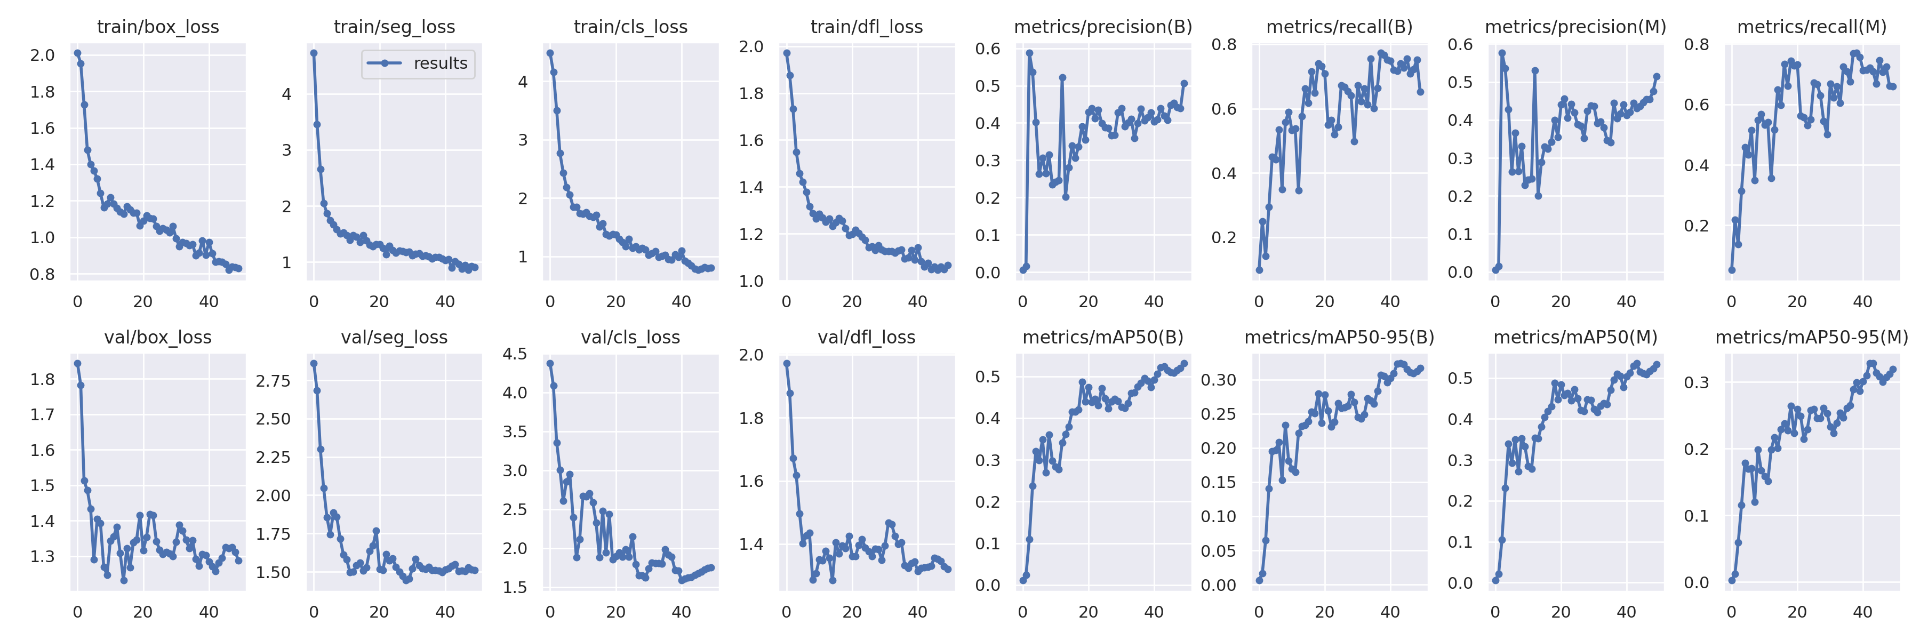 train/box_loss
train/seg_loss
train/cls_loss
train/dfl_loss
metrics/precision(B)
metrics/recall(B)
metrics/precision(M)
metrics/recall(M)
results
2.0
1.8
1.6
1.4
1.2
1.0
0.8
0 20 40
4
3
2
1
0 20 40
4
3
2
1
0 20 40
2.0
1.8
1.6
1.4
1.2
1.0
0 20 40
0.6
0.5
0.4
0.3
0.2
0.1
0.0
0 20 40
0.8
0.6
0.4
0.2
0 20 40
0.6
0.5
0.4
0.3
0.2
0.1
0.0
0 20 40
0.8
0.6
0.4
0.2
0 20 40
val/box_loss
val/seg_loss
val/cls_loss
val/dfl_loss
metrics/mAP50(B)
metrics/mAP50-95(B)
metrics/mAP50(M)
metrics/mAP50-95(M)
1.8
1.7
1.6
1.5
1.4
1.3
0 20 40
2.75
2.50
2.25
2.00
1.75
1.50
0 20 40
4.5
4.0
3.5
3.0
2.5
2.0
1.5
0 20 40
2.0
1.8
1.6
1.4
0 20 40
0.5
0.4
0.3
0.2
0.1
0.0
0 20 40
0.30
0.25
0.20
0.15
0.10
0.05
0.00
0 20 40
0.5
0.4
0.3
0.2
0.1
0.0
0 20 40
0.3
0.2
0.1
0.0
0 20 40